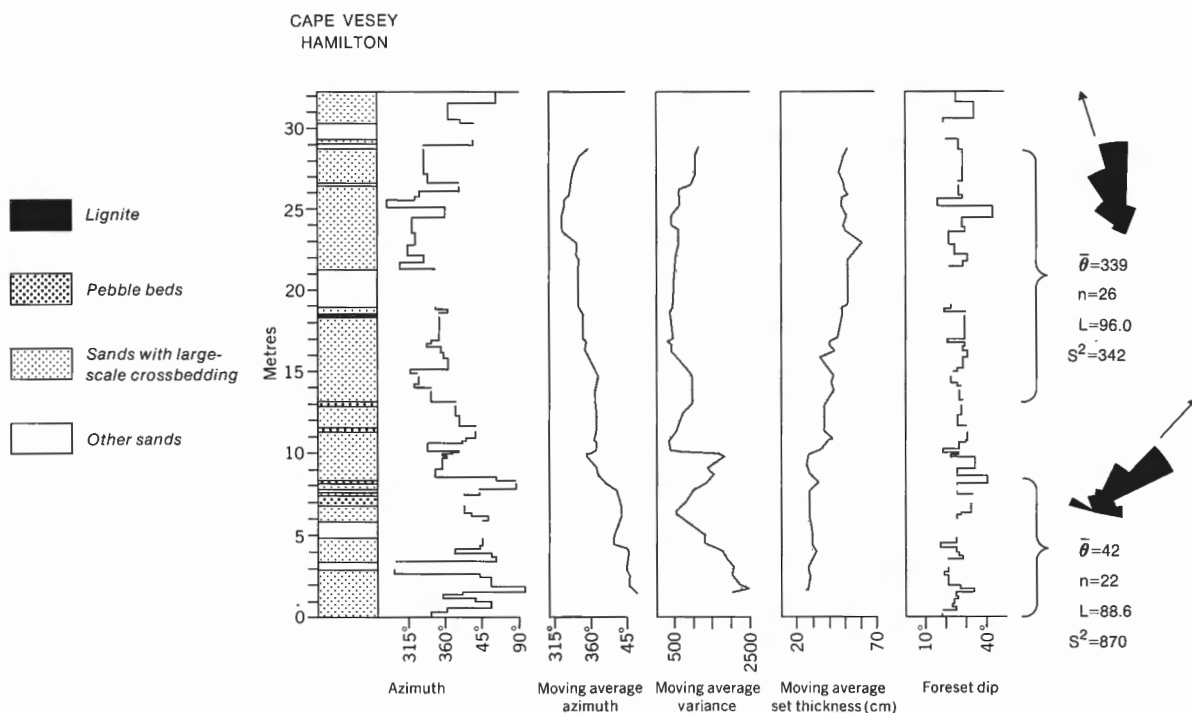 CAPE VESEY
HAMILTON
Lignite
Pebble beds
Sands with large-
scale crossbedding
Other sands
Metres
30
25
20
15
10
5
0
315°
360°
45°
90°
Azimuth
315°
360°
45°
Moving average
azimuth
500
2500
Moving average
variance
20
70
Moving average
set thickness (cm)
10°
40°
Foreset dip
θ̅=339
n=26
L=96.0
S²=342
θ̅=42
n=22
L=88.6
S²=870